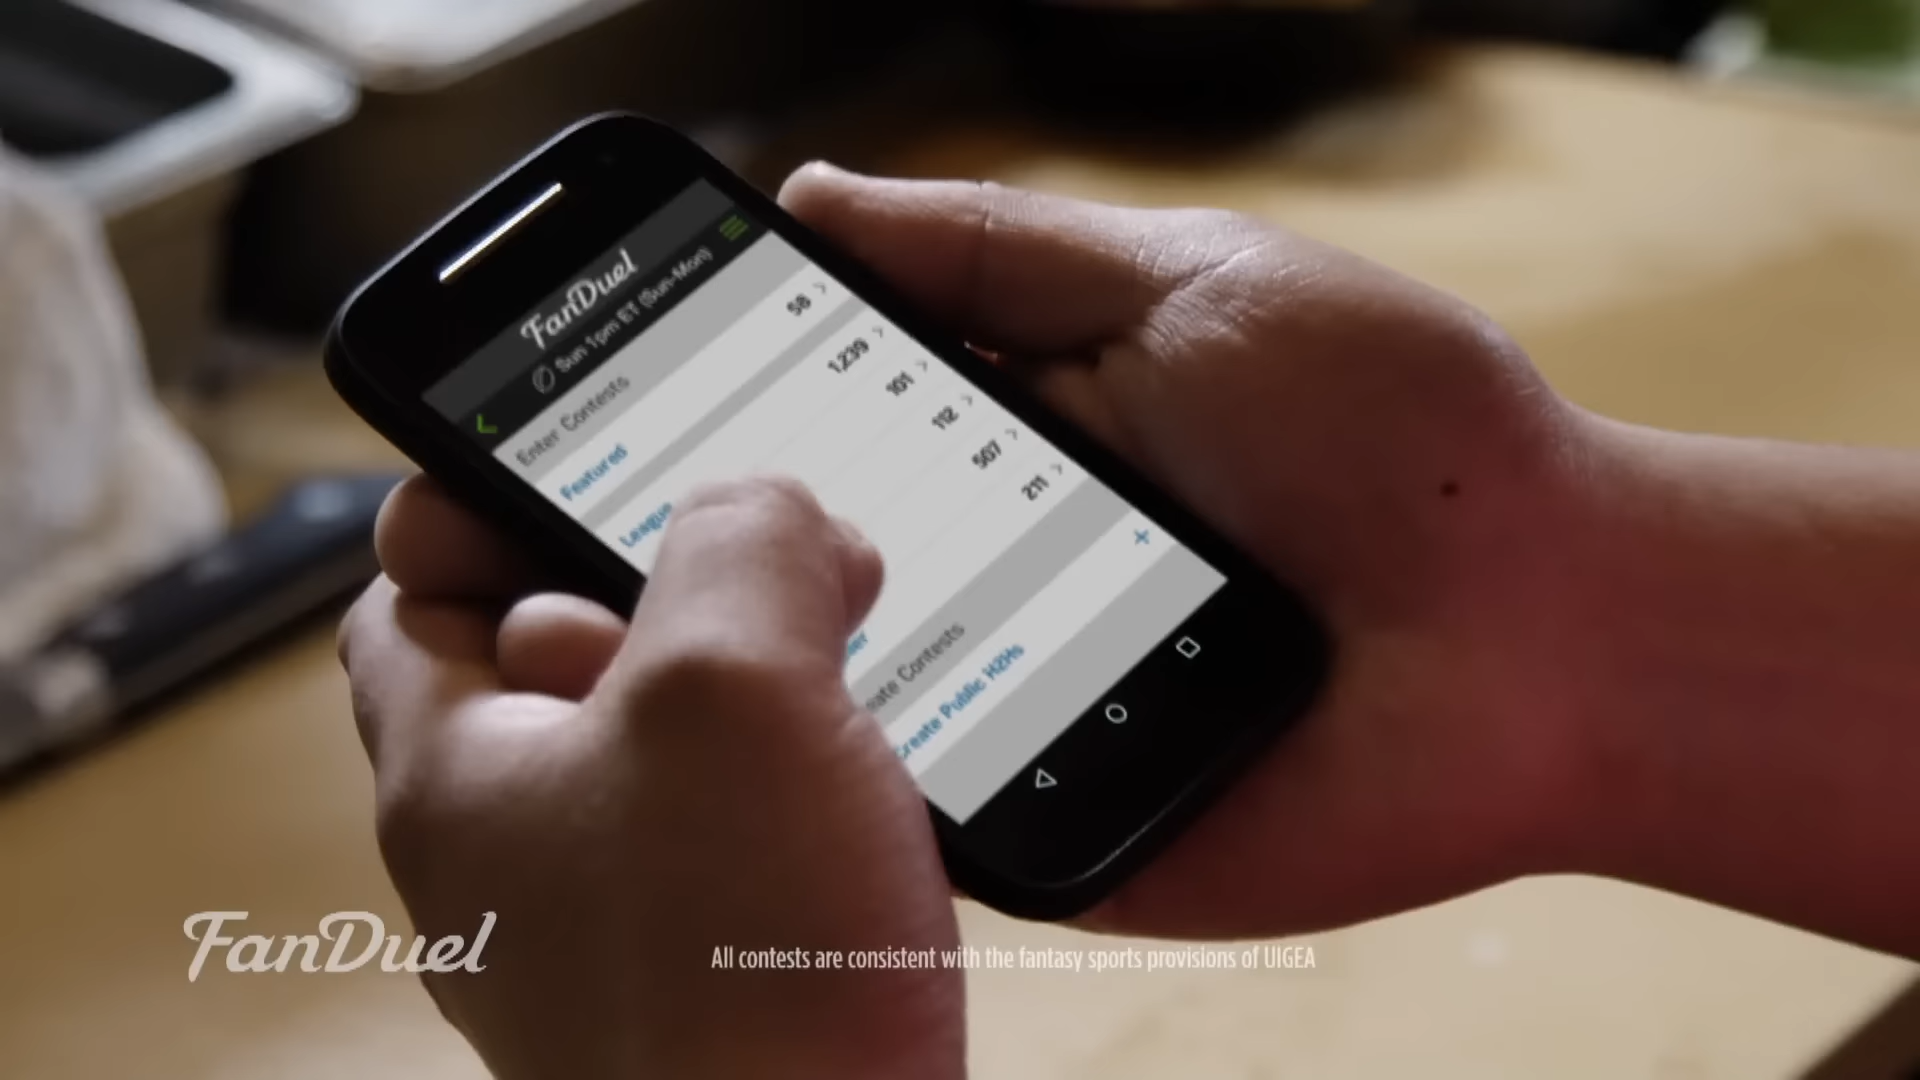 FanDuel
Sun 1pm ET (Sun-Mon)
Enter Contests
Featured 58
League 1,239
101
112
507
211
Contests
Create Public H2Hs +
FanDuel
All contests are consistent with the fantasy sports provisions of UIGEA